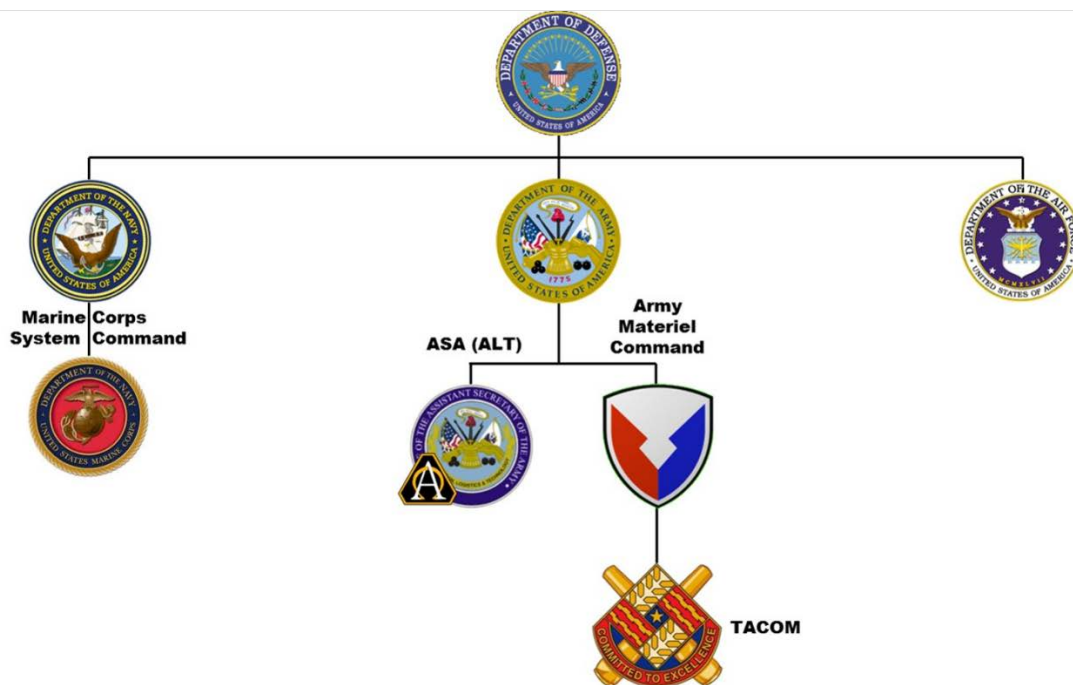 DEPARTMENT OF DEFENSE
UNITED STATES OF AMERICA
DEPARTMENT OF THE NAVY
UNITED STATES OF AMERICA
DEPARTMENT OF THE ARMY
1775
UNITED STATES OF AMERICA
DEPARTMENT OF THE AIR FORCE
MCMXLVII
UNITED STATES OF AMERICA
Marine Corps
System Command
ASA (ALT)
Army
Materiel
Command
DEPARTMENT OF THE NAVY
UNITED STATES MARINE CORPS
OF THE ASSISTANT SECRETARY OF THE ARMY
LOGISTICS & TECHNOLOGY
COMMITTED TO EXCELLENCE
TACOM